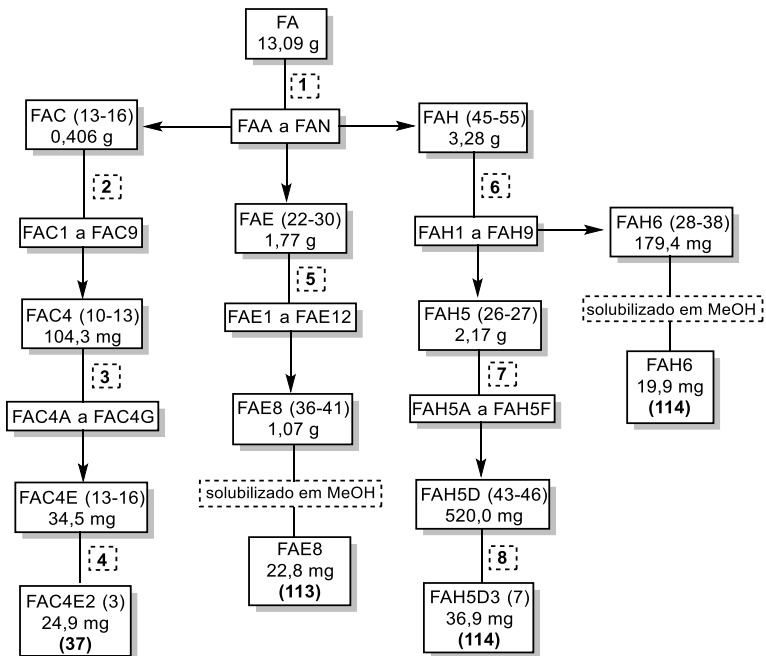 FA
13,09 g
1
FAC (13-16)
0,406 g
FAA a FAN
FAH (45-55)
3,28 g
2
6
FAE (22-30)
1,77 g
FAH6 (28-38)
179,4 mg
FAC1 a FAC9
FAH1 a FAH9
5
FAC4 (10-13)
104,3 mg
FAE1 a FAE12
FAH5 (26-27)
2,17 g
solubilizado em MeOH
3
7
FAH6
19,9 mg
(114)
FAC4A a FAC4G
FAE8 (36-41)
1,07 g
FAH5A a FAH5F
solubilizado em MeOH
FAC4E (13-16)
34,5 mg
FAH5D (43-46)
520,0 mg
4
FAE8
22,8 mg
(113)
8
FAC4E2 (3)
24,9 mg
(37)
FAH5D3 (7)
36,9 mg
(114)